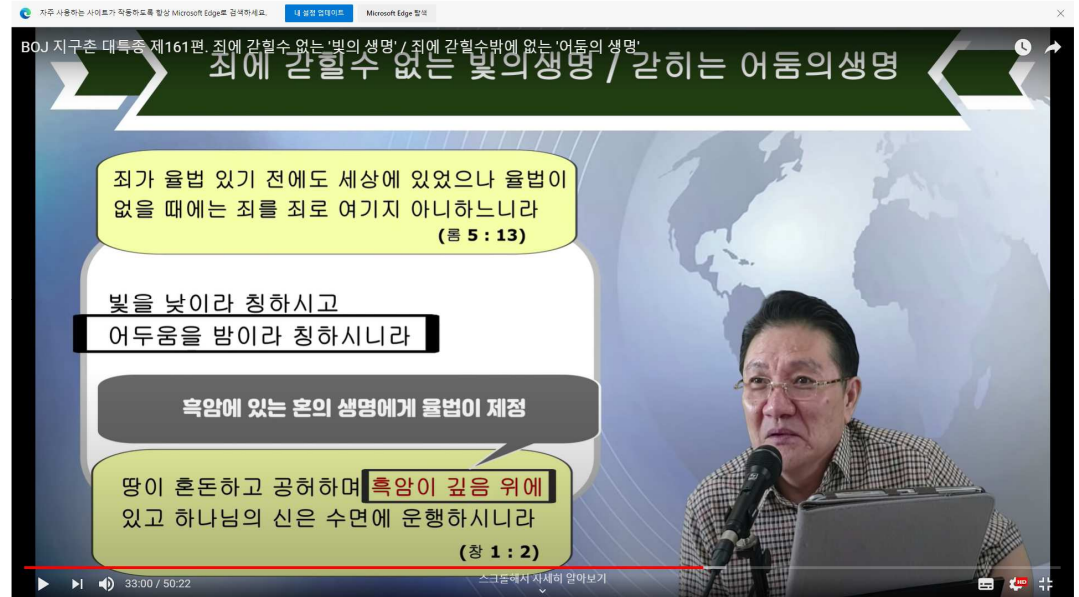 자주 사용하는 사이트가 작동하도록 항상 Microsoft Edge로 검색하세요.
내 설정 업데이트
Microsoft Edge 탐색
BOJ 지구촌 대특종 제161편. 죄에 갇힐수 없는 '빛의 생명' / 죄에 갇힐수밖에 없는 '어둠의 생명'
죄에 갇힐수 없는 빛의생명 / 갇히는 어둠의생명
죄가 율법 있기 전에도 세상에 있었으나 율법이
없을 때에는 죄를 죄로 여기지 아니하느니라
(롬 5 : 13)
빛을 낮이라 칭하시고
어두움을 밤이라 칭하시니라
흑암에 있는 혼의 생명에게 율법이 제정
땅이 혼돈하고 공허하며 흑암이 깊음 위에
있고 하나님의 신은 수면에 운행하시니라
(창 1 : 2)
33:00 / 50:22
스크롤해서 자세히 알아보기
HD